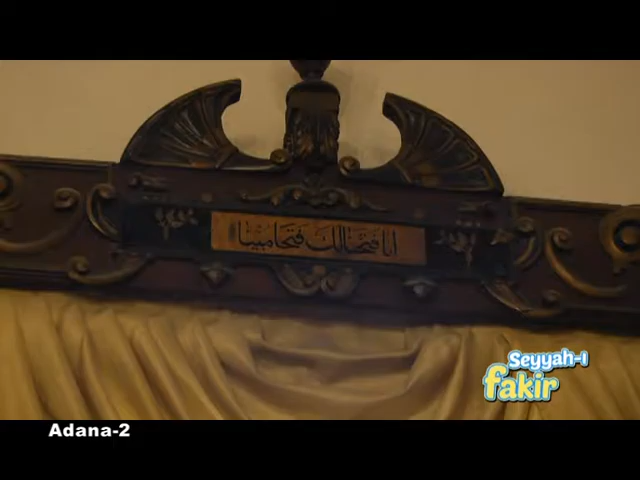 انا فتحنا لك فتحا مبينا
Seyyah-ı
fakir
Adana-2